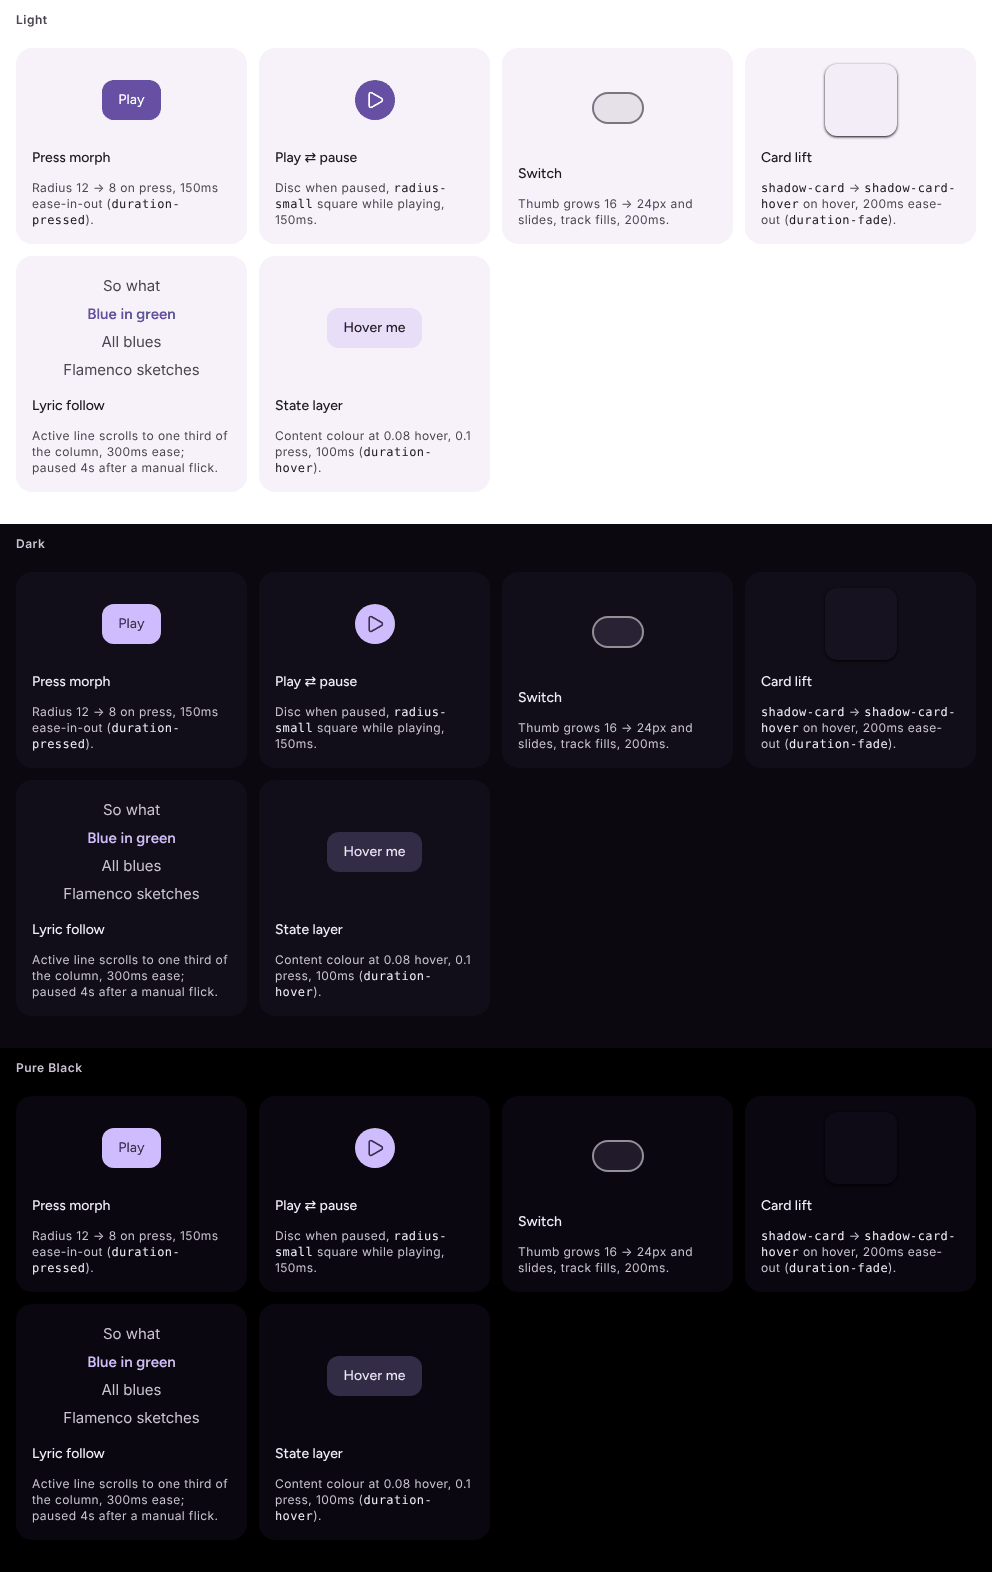 Light
Play
Press morph
Radius 12 → 8 on press, 150ms
ease-in-out (duration-
pressed).
Play ⇄ pause
Disc when paused, radius-
small square while playing,
150ms.
Switch
Thumb grows 16 → 24px and
slides, track fills, 200ms.
Card lift
shadow-card → shadow-card-
hover on hover, 200ms ease-
out (duration-fade).
So what
Blue in green
All blues
Flamenco sketches
Lyric follow
Active line scrolls to one third of
the column, 300ms ease;
paused 4s after a manual flick.
Hover me
State layer
Content colour at 0.08 hover, 0.1
press, 100ms (duration-
hover).
Dark
Play
Press morph
Radius 12 → 8 on press, 150ms
ease-in-out (duration-
pressed).
Play ⇄ pause
Disc when paused, radius-
small square while playing,
150ms.
Switch
Thumb grows 16 → 24px and
slides, track fills, 200ms.
Card lift
shadow-card → shadow-card-
hover on hover, 200ms ease-
out (duration-fade).
So what
Blue in green
All blues
Flamenco sketches
Lyric follow
Active line scrolls to one third of
the column, 300ms ease;
paused 4s after a manual flick.
Hover me
State layer
Content colour at 0.08 hover, 0.1
press, 100ms (duration-
hover).
Pure Black
Play
Press morph
Radius 12 → 8 on press, 150ms
ease-in-out (duration-
pressed).
Play ⇄ pause
Disc when paused, radius-
small square while playing,
150ms.
Switch
Thumb grows 16 → 24px and
slides, track fills, 200ms.
Card lift
shadow-card → shadow-card-
hover on hover, 200ms ease-
out (duration-fade).
So what
Blue in green
All blues
Flamenco sketches
Lyric follow
Active line scrolls to one third of
the column, 300ms ease;
paused 4s after a manual flick.
Hover me
State layer
Content colour at 0.08 hover, 0.1
press, 100ms (duration-
hover).